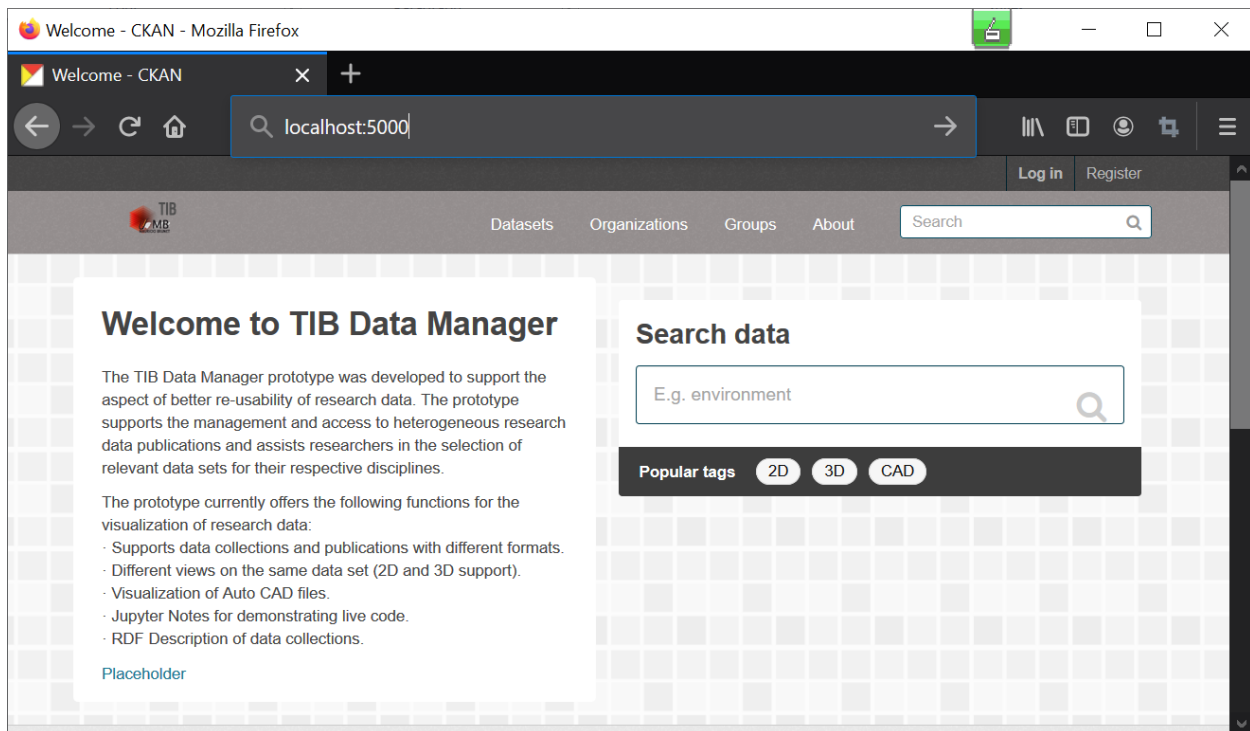 Welcome - CKAN - Mozilla Firefox
Welcome - CKAN
localhost:5000
Log in Register
TIB
MB
Datasets Organizations Groups About Search
Welcome to TIB Data Manager
The TIB Data Manager prototype was developed to support the
aspect of better re-usability of research data. The prototype
supports the management and access to heterogeneous research
data publications and assists researchers in the selection of
relevant data sets for their respective disciplines.
The prototype currently offers the following functions for the
visualization of research data:
· Supports data collections and publications with different formats.
· Different views on the same data set (2D and 3D support).
· Visualization of Auto CAD files.
· Jupyter Notes for demonstrating live code.
· RDF Description of data collections.
Placeholder
Search data
E.g. environment
Popular tags 2D 3D CAD